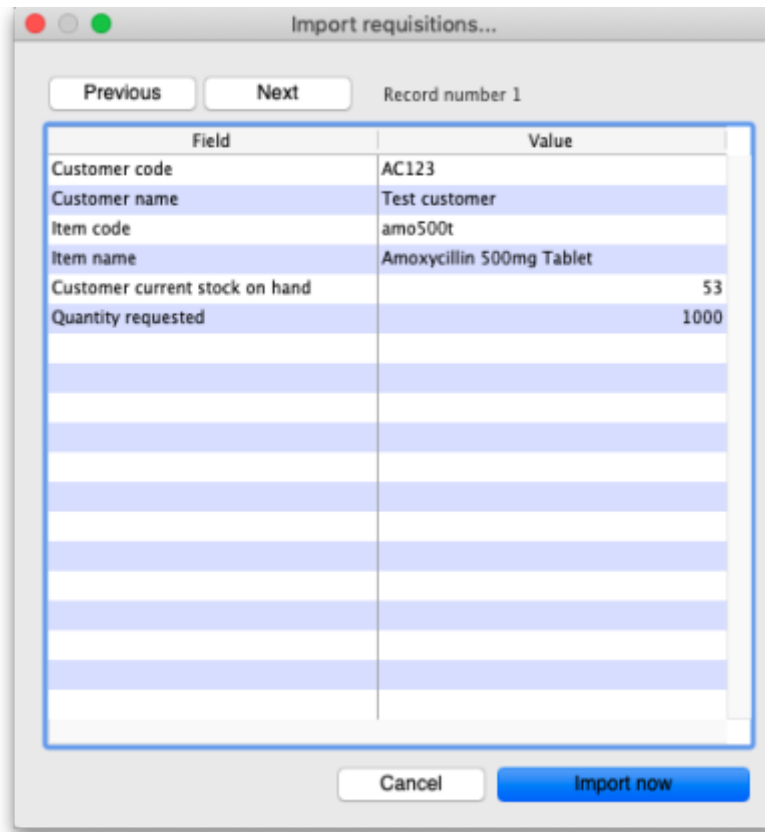 Import requisitions...
Previous Next Record number 1
Field Value
Customer code AC123
Customer name Test customer
Item code amo500t
Item name Amoxycillin 500mg Tablet
Customer current stock on hand 53
Quantity requested 1000
Cancel Import now